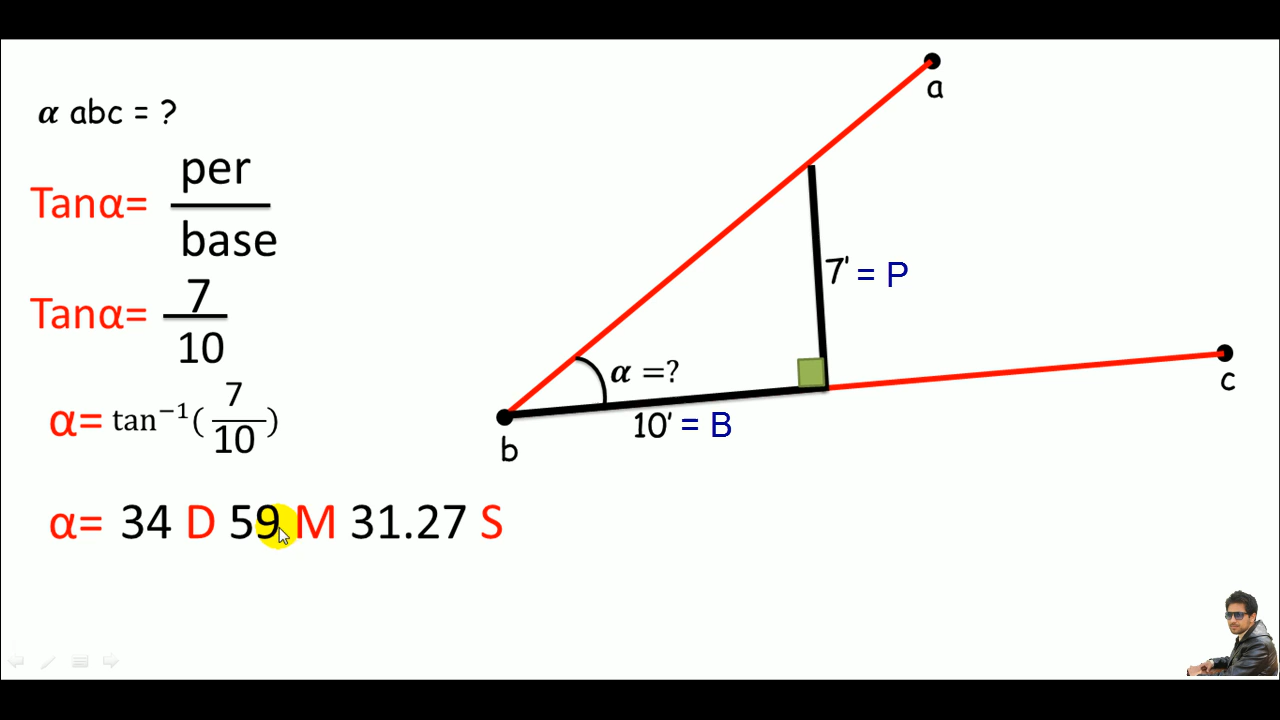 𝜶 abc = ?
Tanα= per
base
Tanα= 7
10
α= tan⁻¹( 7
10 )
α= 34 D 59 M 31.27 S
a
7' = P
𝜶 =?
c
10' = B
b